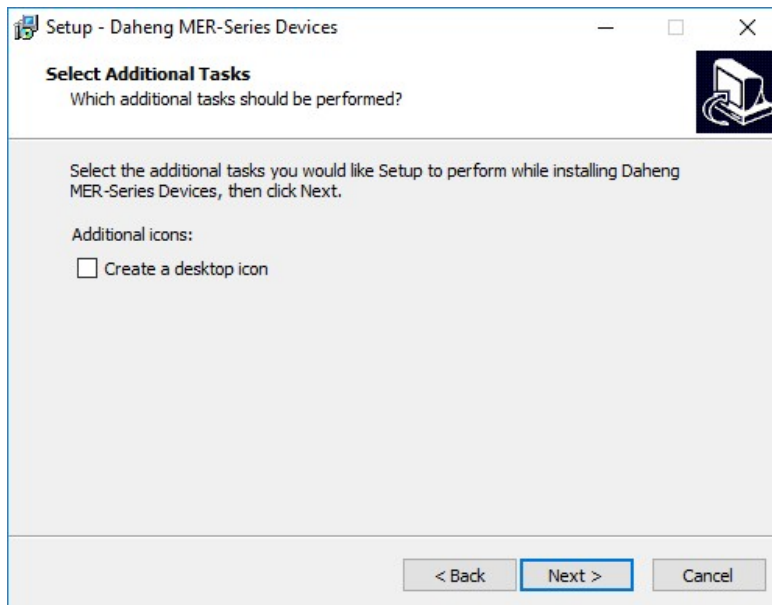 Setup - Daheng MER-Series Devices
Select Additional Tasks
Which additional tasks should be performed?
Select the additional tasks you would like Setup to perform while installing Daheng
MER-Series Devices, then click Next.
Additional icons:
Create a desktop icon
< Back Next > Cancel